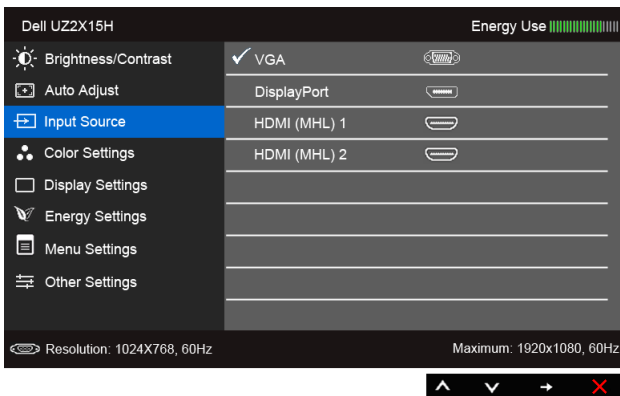 Dell UZ2X15H Energy Use
Brightness/Contrast VGA
Auto Adjust DisplayPort
Input Source HDMI (MHL) 1
Color Settings HDMI (MHL) 2
Display Settings
Energy Settings
Menu Settings
Other Settings
Resolution: 1024X768, 60Hz Maximum: 1920x1080, 60Hz